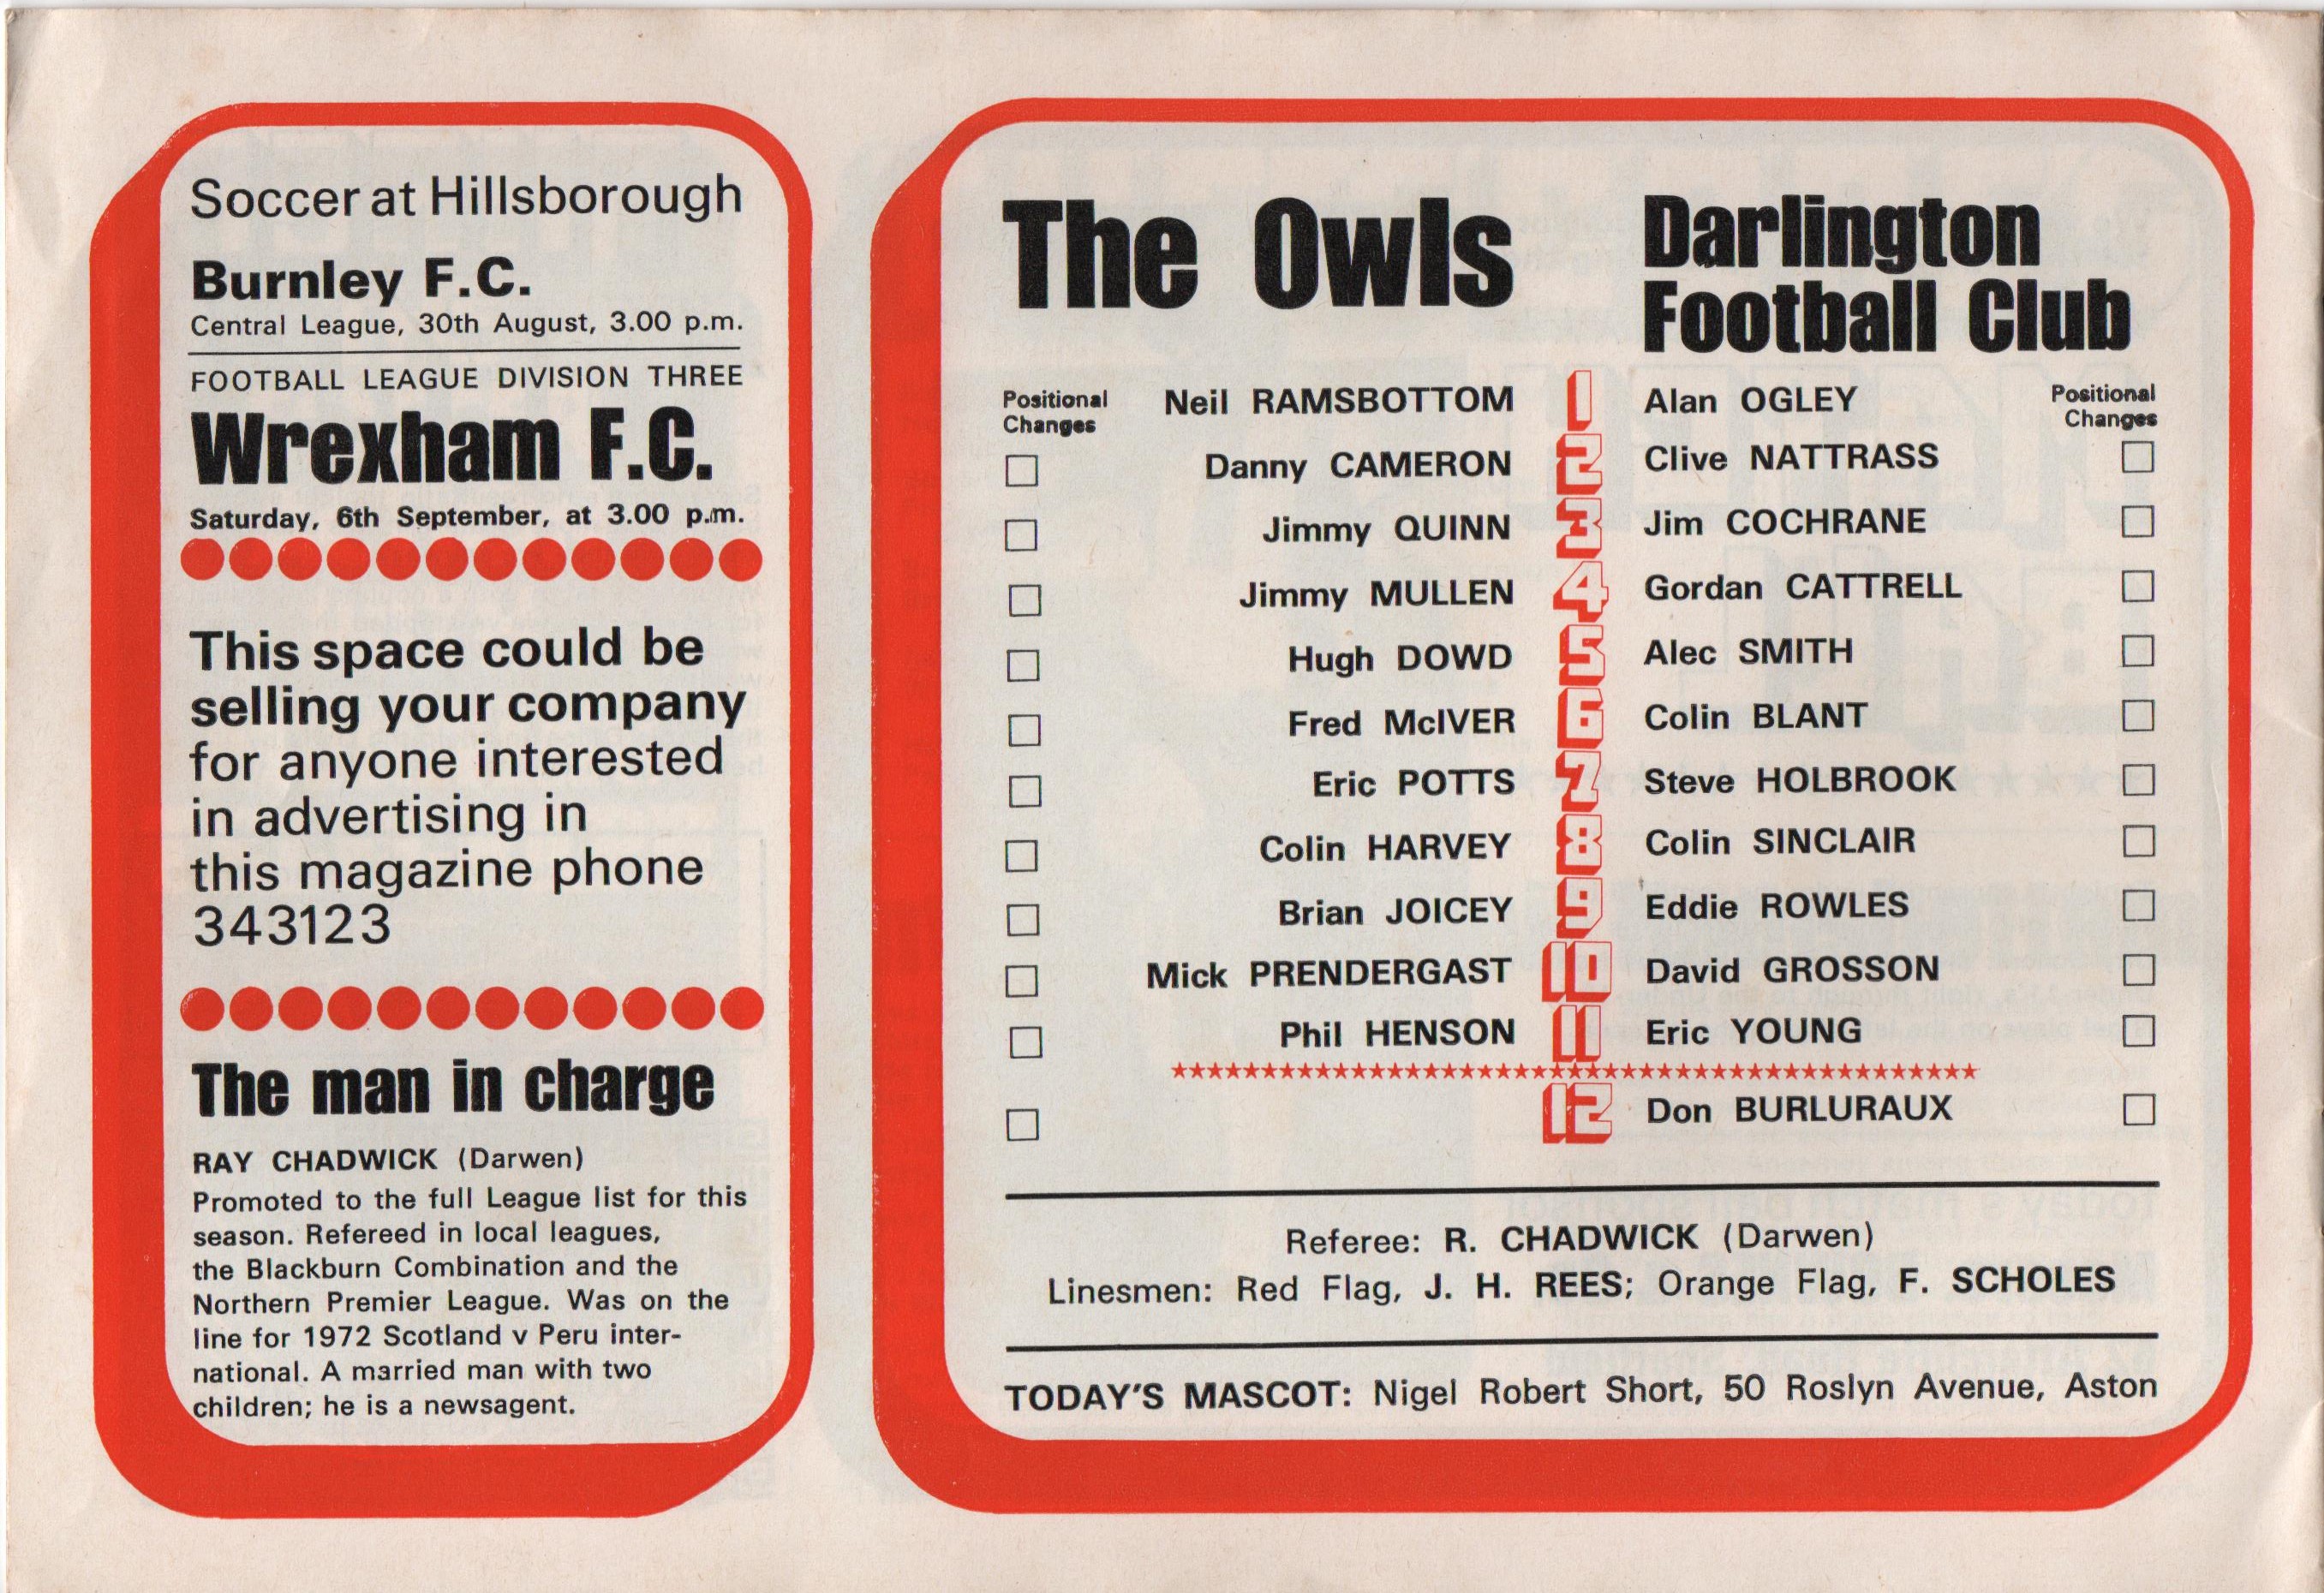 Soccer at Hillsborough
Burnley F.C.
Central League, 30th August, 3.00 p.m.
FOOTBALL LEAGUE DIVISION THREE
Wrexham F.C.
Saturday, 6th September, at 3.00 p.m.
This space could be
selling your company
for anyone interested
in advertising in
this magazine phone
343123
The man in charge
RAY CHADWICK (Darwen)
Promoted to the full League list for this
season. Refereed in local leagues,
the Blackburn Combination and the
Northern Premier League. Was on the
line for 1972 Scotland v Peru inter-
national. A married man with two
children; he is a newsagent.
The Owls
Darlington
Football Club
Positional
Changes
Positional
Changes
Neil RAMSBOTTOM 1 Alan OGLEY
Danny CAMERON 2 Clive NATTRASS
Jimmy QUINN 3 Jim COCHRANE
Jimmy MULLEN 4 Gordan CATTRELL
Hugh DOWD 5 Alec SMITH
Fred McIVER 6 Colin BLANT
Eric POTTS 7 Steve HOLBROOK
Colin HARVEY 8 Colin SINCLAIR
Brian JOICEY 9 Eddie ROWLES
Mick PRENDERGAST 10 David GROSSON
Phil HENSON 11 Eric YOUNG
12 Don BURLURAUX
Referee: R. CHADWICK (Darwen)
Linesmen: Red Flag, J. H. REES; Orange Flag, F. SCHOLES
TODAY'S MASCOT: Nigel Robert Short, 50 Roslyn Avenue, Aston